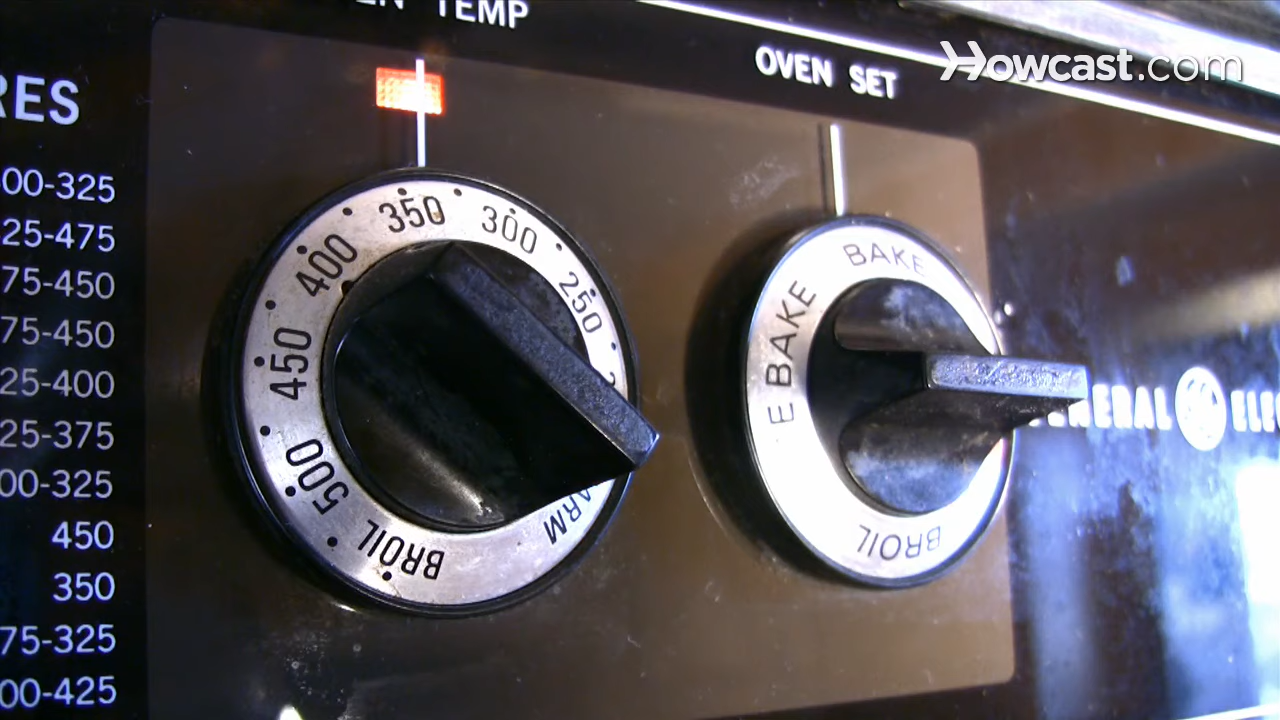 TEMP
OVEN SET
Howcast.com
RES
00-325
25-475
75-450
75-450
25-400
25-375
00-325
450
350
75-325
00-425
350
300
250
400
450
500
BROIL
ARM
BAKE
E BAKE
BROIL
ENERAL GE ELEC